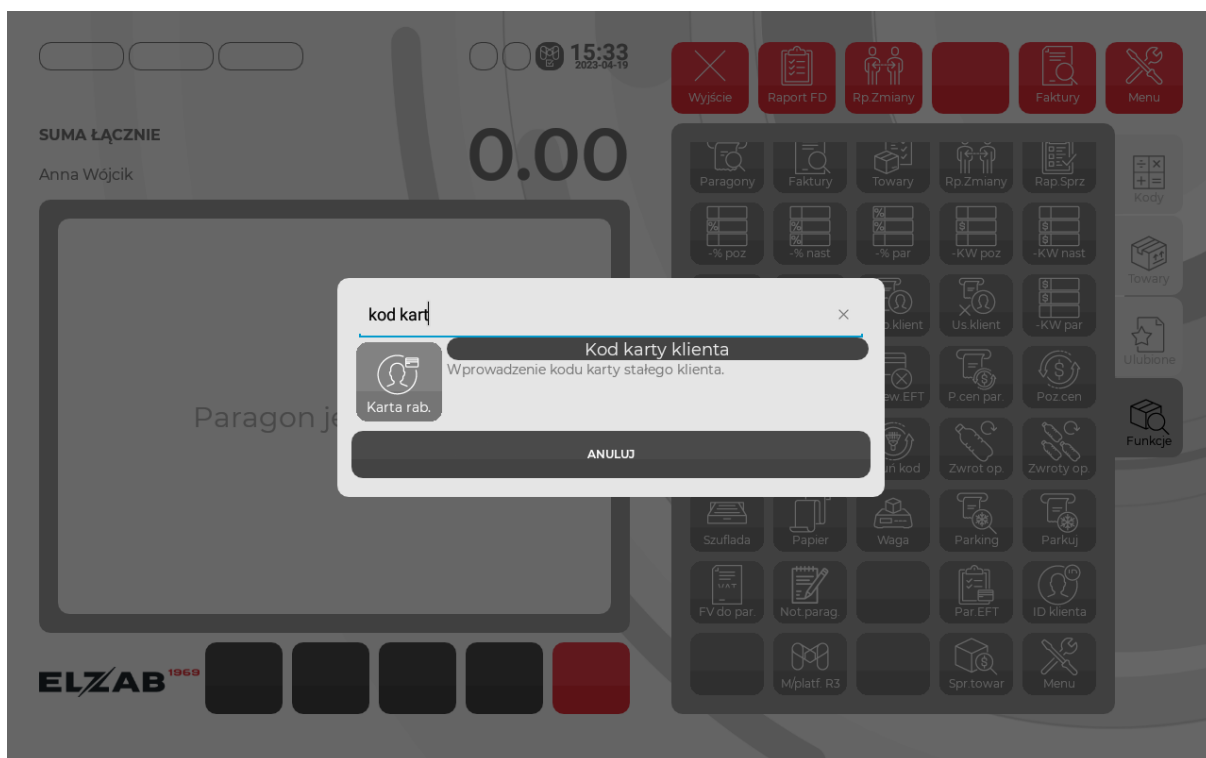 15:33
2023-04-19
Wyjście
Raport FD
Rp.Zmiany
Faktury
Menu
SUMA ŁĄCZNIE
0.00
Anna Wójcik
Paragony
Faktury
Towary
Rp.Zmiany
Rap.Sprz
Kody
-% poz
-% nast
-% par
-KW poz
-KW nast
Towary
kod kart
.klient
Us.klient
-KW par
Kod karty klienta
Wprowadzenie kodu karty stałego klienta.
Karta rab.
Ulubione
ew.EFT
P.cen par.
Poz.cen
Paragon je
ANULUJ
Funkcje
ń kod
Zwrot op.
Zwroty op.
Szuflada
Papier
Waga
Parking
Parkuj
FV do par.
Not.parag
Par.EFT
ID klienta
ELZAB 1969
M/platf. R3
Spr.towar
Menu